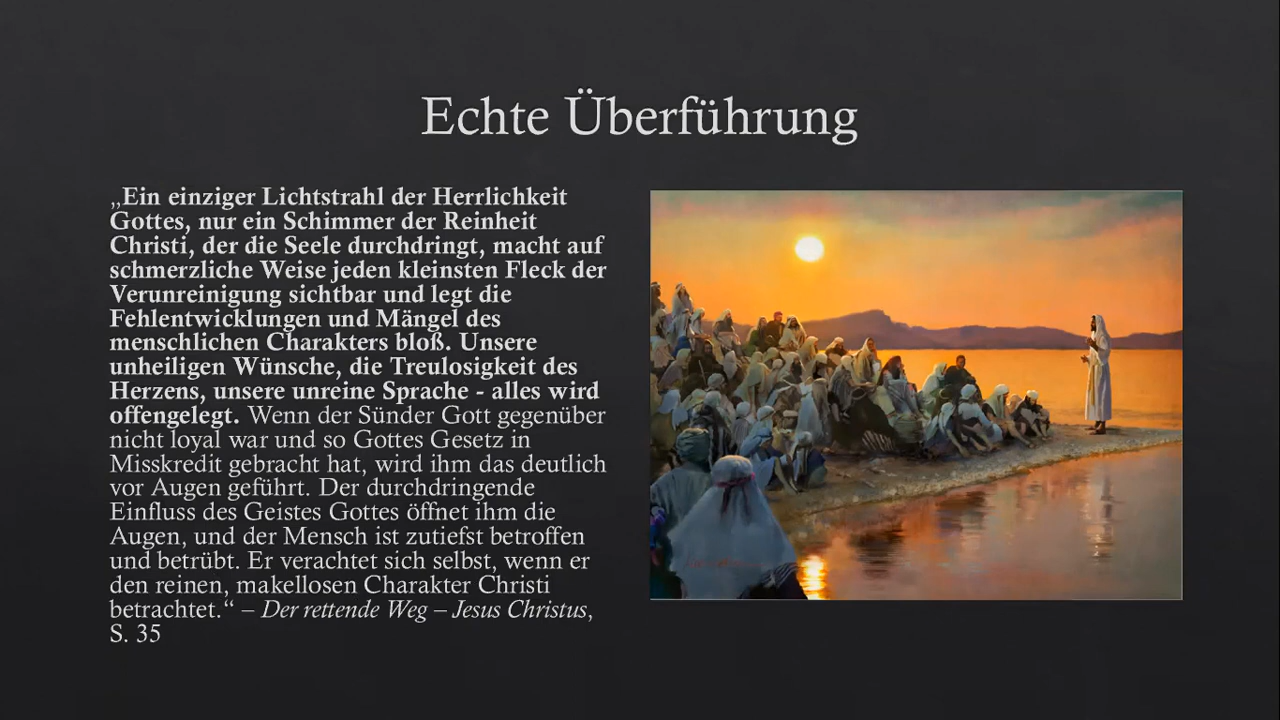 Echte Überführung
„Ein einziger Lichtstrahl der Herrlichkeit
Gottes, nur ein Schimmer der Reinheit
Christi, der die Seele durchdringt, macht auf
schmerzliche Weise jeden kleinsten Fleck der
Verunreinigung sichtbar und legt die
Fehlentwicklungen und Mängel des
menschlichen Charakters bloß. Unsere
unheiligen Wünsche, die Treulosigkeit des
Herzens, unsere unreine Sprache - alles wird
offengelegt. Wenn der Sünder Gott gegenüber
nicht loyal war und so Gottes Gesetz in
Misskredit gebracht hat, wird ihm das deutlich
vor Augen geführt. Der durchdringende
Einfluss des Geistes Gottes öffnet ihm die
Augen, und der Mensch ist zutiefst betroffen
und betrübt. Er verachtet sich selbst, wenn er
den reinen, makellosen Charakter Christi
betrachtet.“ – Der rettende Weg – Jesus Christus,
S. 35